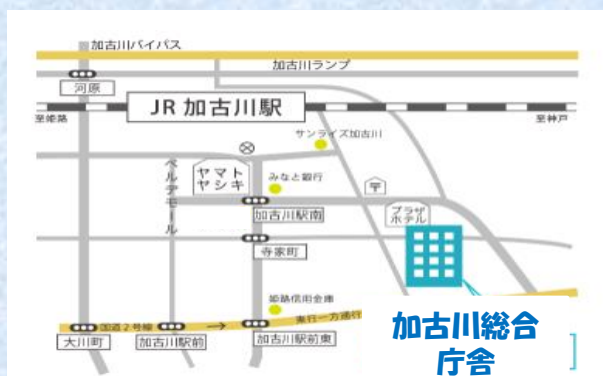 加古川バイパス
加古川ランプ
河原
JR 加古川駅
至姫路
至神戸
サンライズ加古川
ベルデモール
ヤマト
ヤシキ
みなと銀行
〒
加古川駅南
プラザ
ホテル
寺家町
姫路信用金庫
国道2号線
→
東行一方通行
大川町
加古川駅前
加古川駅前東
加古川総合
庁舎